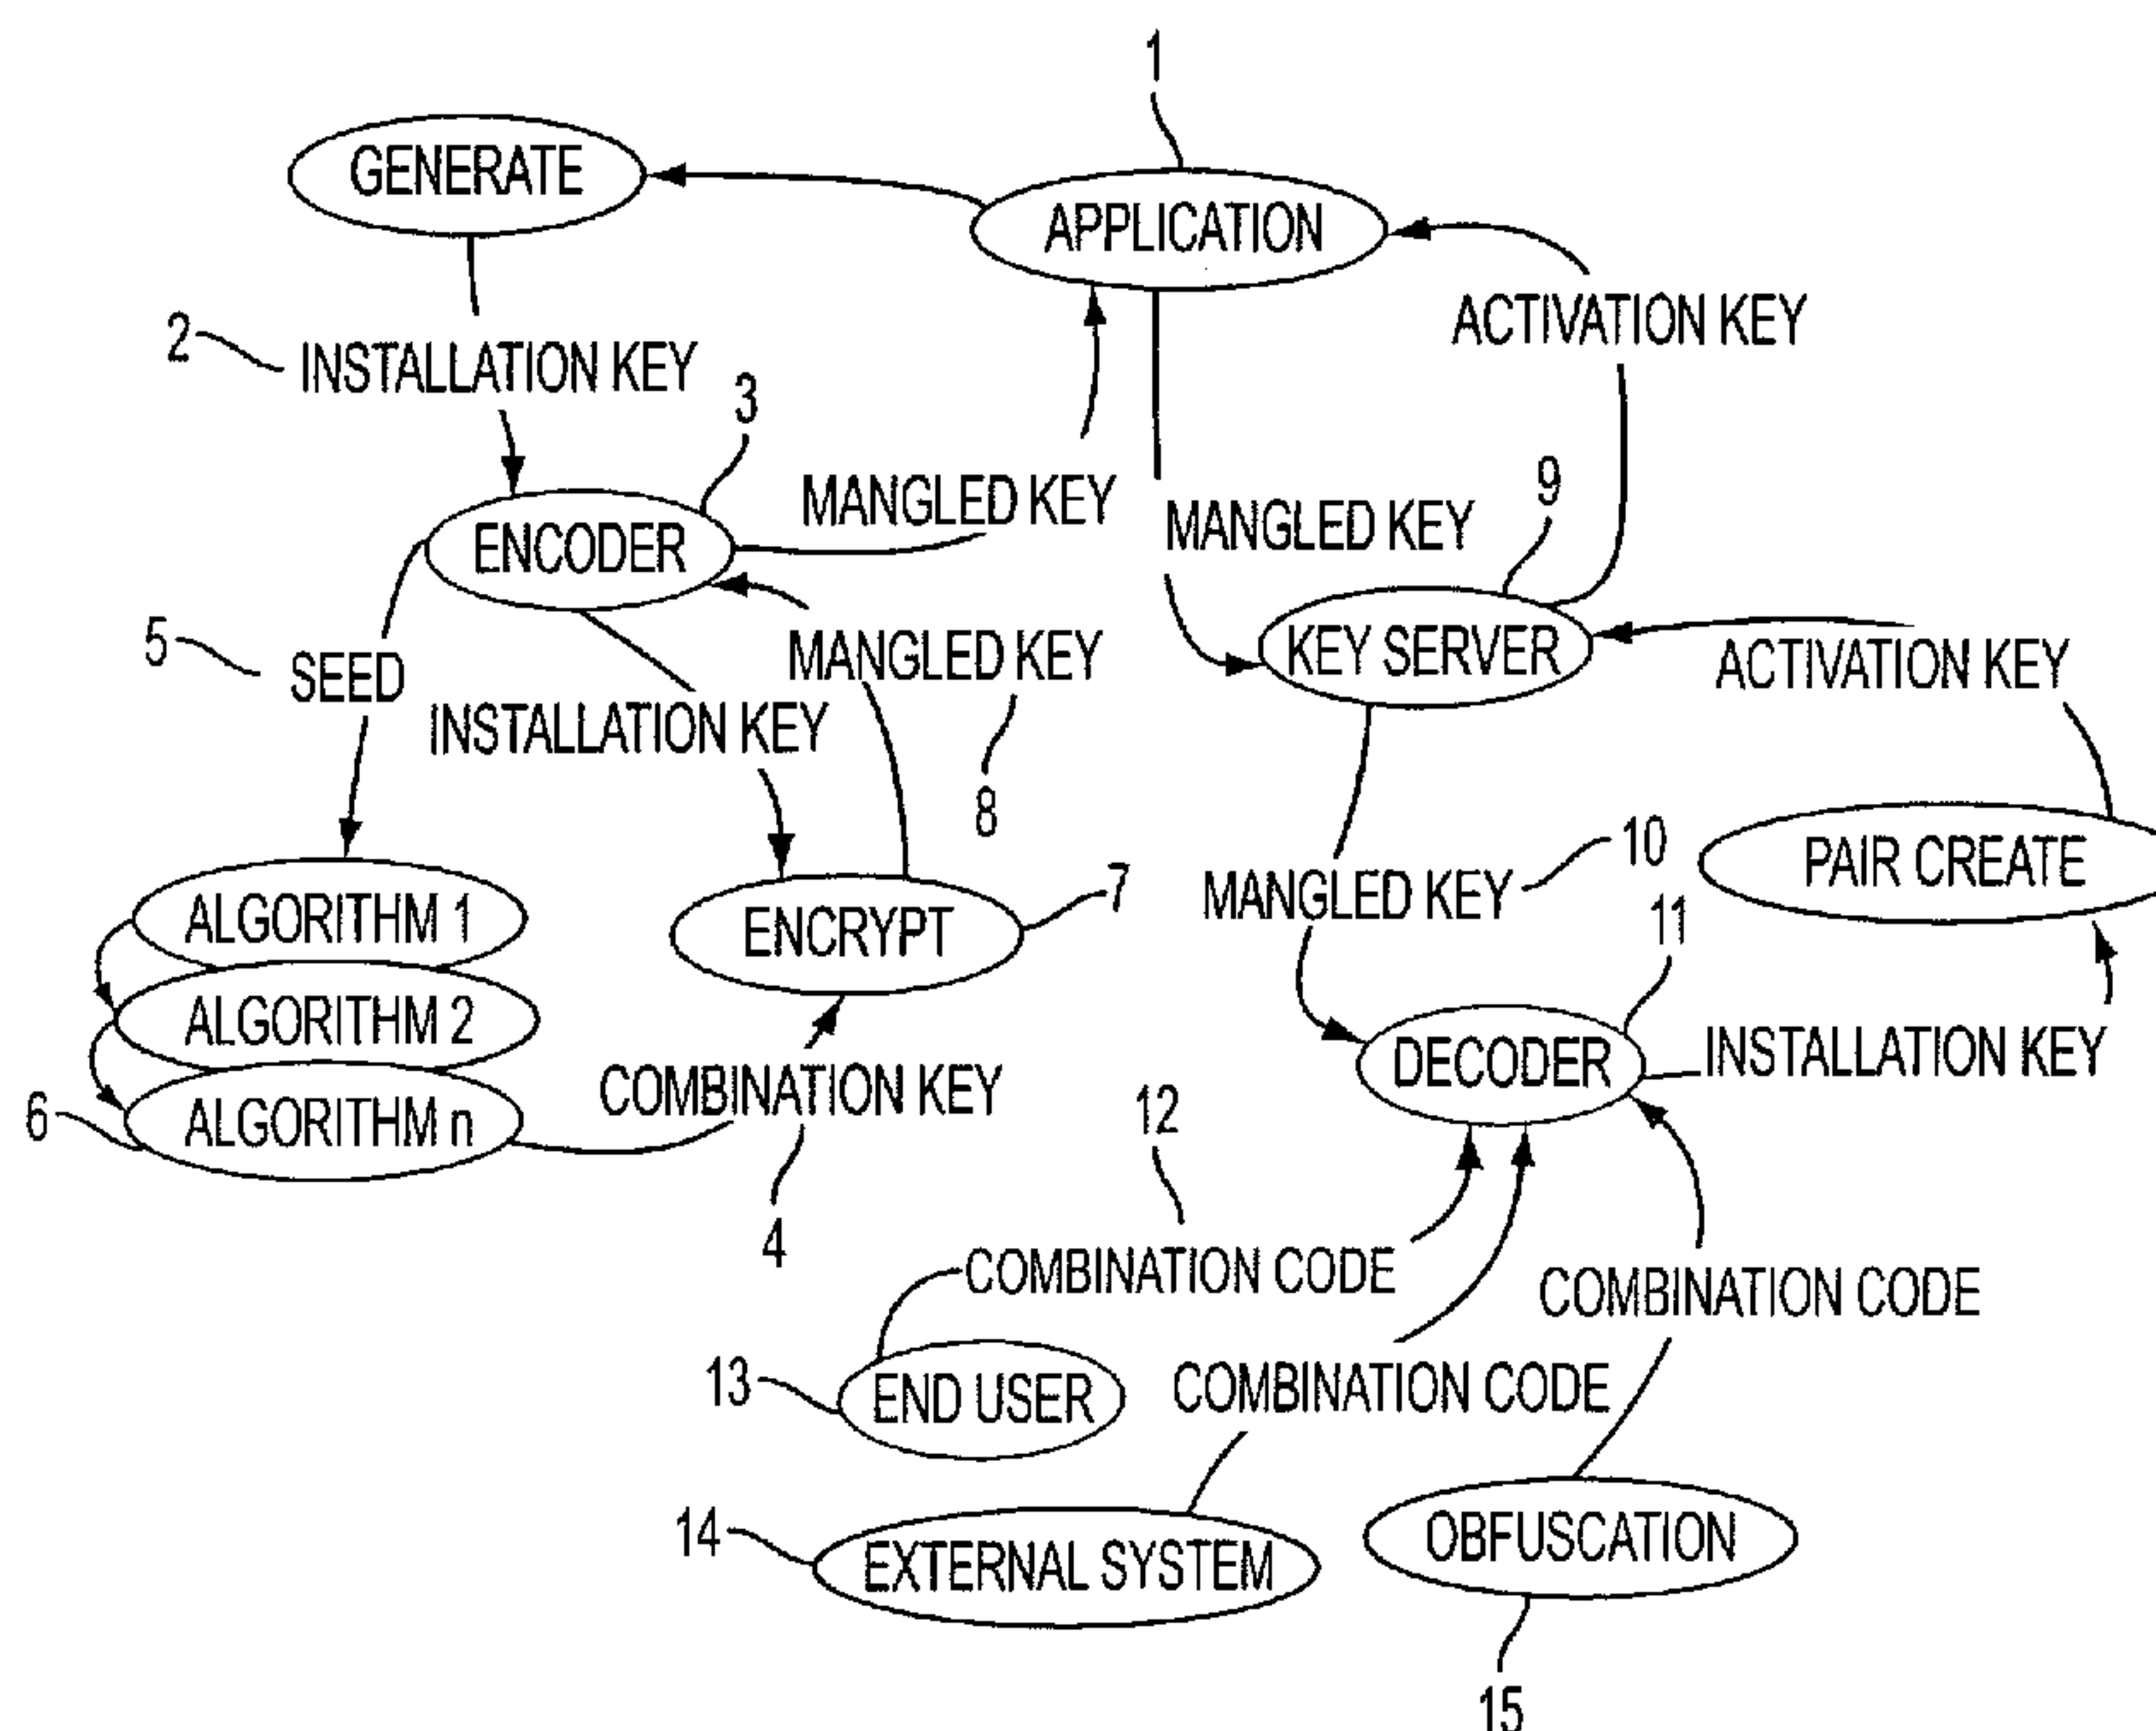 1
GENERATE
APPLICATION
ACTIVATION KEY
2
INSTALLATION KEY
3
MANGLED KEY
9
MANGLED KEY
ENCODER
KEY SERVER
5
SEED
MANGLED KEY
ACTIVATION KEY
INSTALLATION KEY
8
10
PAIR CREATE
7
MANGLED KEY
11
ALGORITHM 1
ENCRYPT
ALGORITHM 2
DECODER
INSTALLATION KEY
COMBINATION KEY
12
6
ALGORITHM n
4
COMBINATION CODE
COMBINATION CODE
13
END USER
COMBINATION CODE
14
EXTERNAL SYSTEM
OBFUSCATION
15